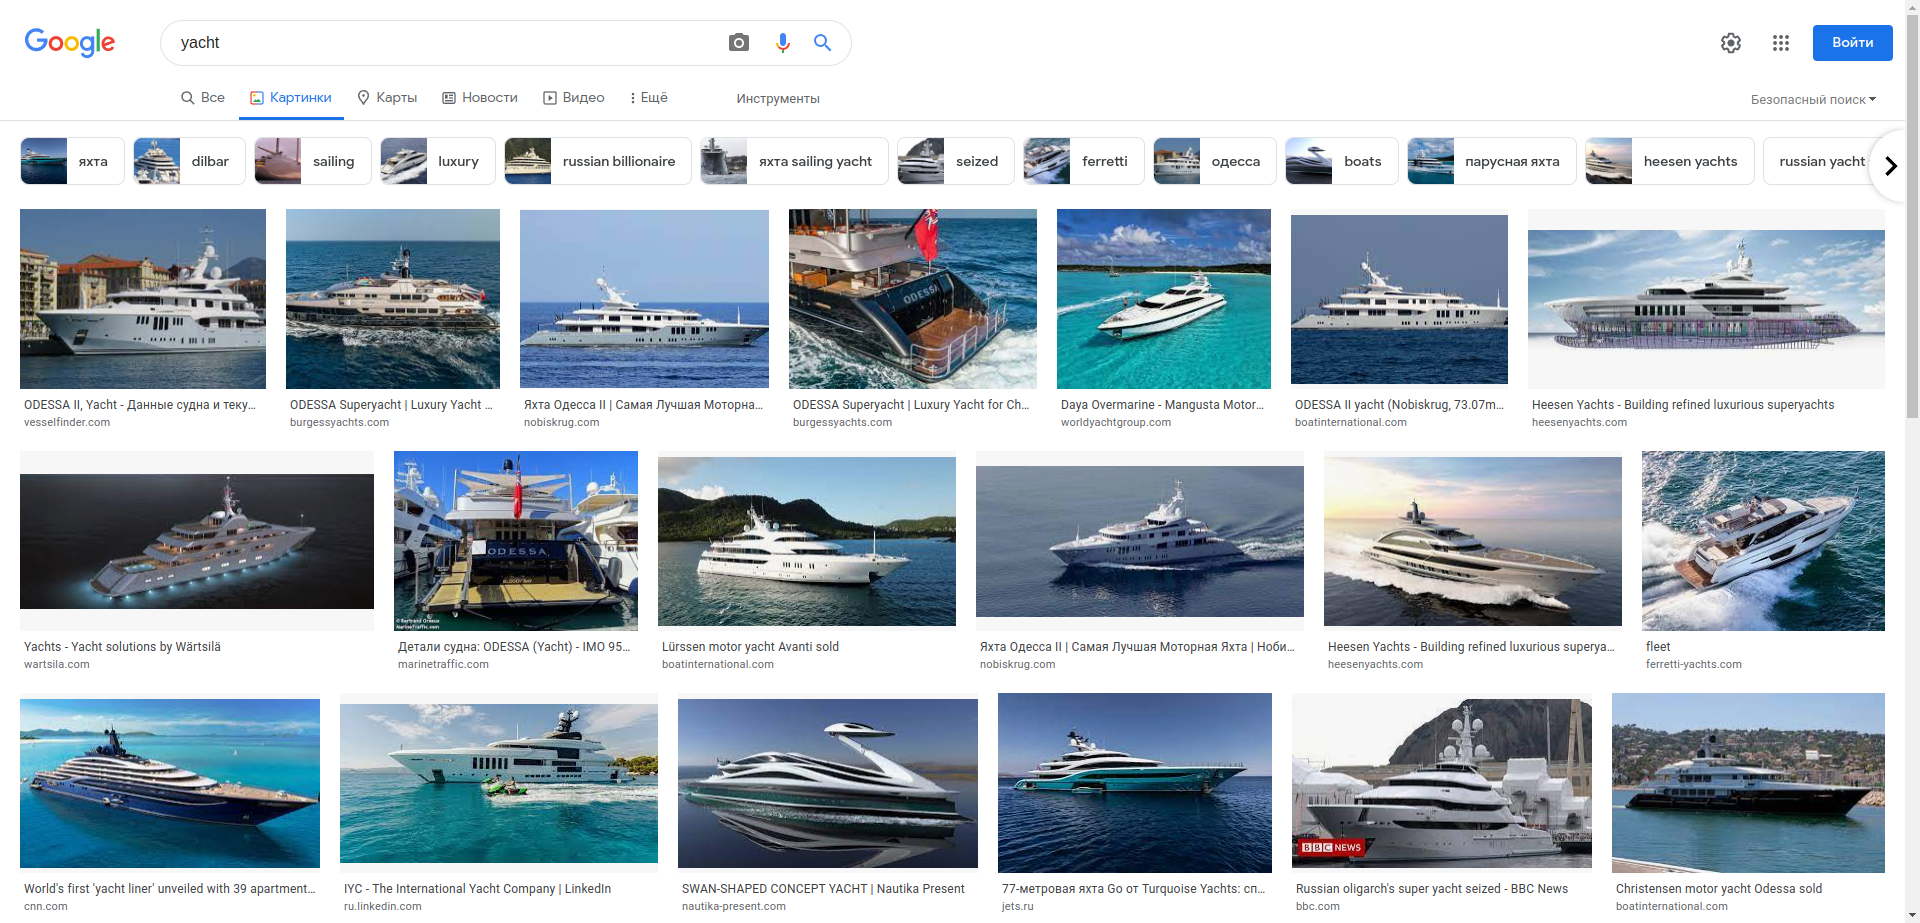 Google
yacht
Войти
Все
Картинки
Карты
Новости
Видео
Ещё
Инструменты
Безопасный поиск
яхта
dilbar
sailing
luxury
russian billionaire
яхта sailing yacht
seized
ferretti
одесса
boats
парусная яхта
heesen yachts
russian yacht
ODESSA
ODESSA II, Yacht - Данные судна и теку...
vesselfinder.com
ODESSA Superyacht | Luxury Yacht ...
burgessyachts.com
Яхта Одесса II | Самая Лучшая Моторна...
nobiskrug.com
ODESSA Superyacht | Luxury Yacht for Ch...
burgessyachts.com
Daya Overmarine - Mangusta Motor...
worldyachtgroup.com
ODESSA II yacht (Nobiskrug, 73.07m...
boatinternational.com
Heesen Yachts - Building refined luxurious superyachts
heesenyachts.com
ODESSA
BLOODY BAY
© Bertrand Greaux
MarineTraffic.com
Yachts - Yacht solutions by Wärtsilä
wartsila.com
Детали судна: ODESSA (Yacht) - IMO 95...
marinetraffic.com
Lürssen motor yacht Avanti sold
boatinternational.com
Яхта Одесса II | Самая Лучшая Моторная Яхта | Ноби...
nobiskrug.com
Heesen Yachts - Building refined luxurious superya...
heesenyachts.com
fleet
ferretti-yachts.com
BBC NEWS
World's first 'yacht liner' unveiled with 39 apartment...
cnn.com
IYC - The International Yacht Company | LinkedIn
ru.linkedin.com
SWAN-SHAPED CONCEPT YACHT | Nautika Present
nautika-present.com
77-метровая яхта Go от Turquoise Yachts: сп...
jets.ru
Russian oligarch's super yacht seized - BBC News
bbc.com
Christensen motor yacht Odessa sold
boatinternational.com